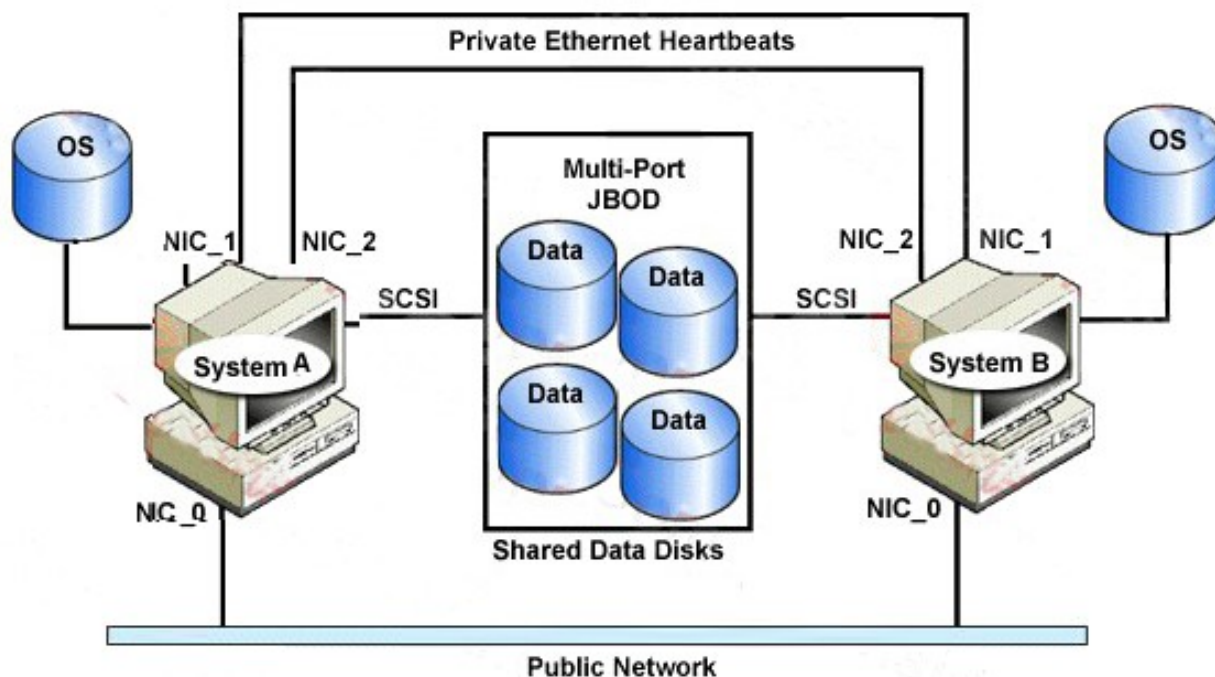 Private Ethernet Heartbeats
OS
OS
Multi-Port
JBOD
NIC_1
NIC_2
NIC_2
NIC_1
Data
Data
SCSI
SCSI
System A
System B
Data
Data
NIC_0
NIC_0
Shared Data Disks
Public Network